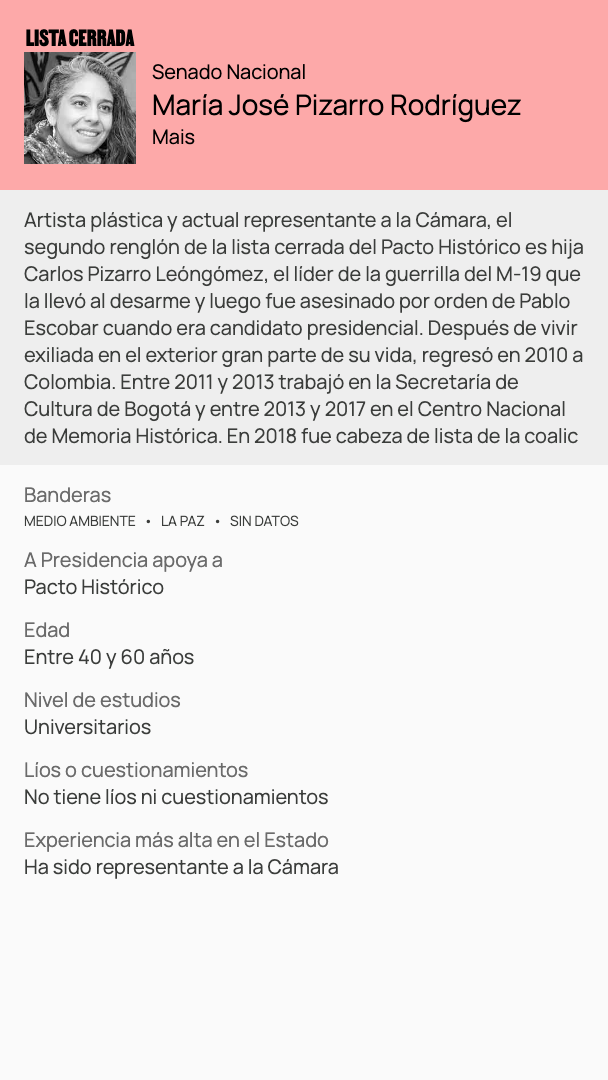 LISTA CERRADA
Senado Nacional
María José Pizarro Rodríguez
Mais
Artista plástica y actual representante a la Cámara, el
segundo renglón de la lista cerrada del Pacto Histórico es hija
Carlos Pizarro Leóngómez, el líder de la guerrilla del M-19 que
la llevó al desarme y luego fue asesinado por orden de Pablo
Escobar cuando era candidato presidencial. Después de vivir
exiliada en el exterior gran parte de su vida, regresó en 2010 a
Colombia. Entre 2011 y 2013 trabajó en la Secretaría de
Cultura de Bogotá y entre 2013 y 2017 en el Centro Nacional
de Memoria Histórica. En 2018 fue cabeza de lista de la coalic
Banderas
MEDIO AMBIENTE • LA PAZ • SIN DATOS
A Presidencia apoya a
Pacto Histórico
Edad
Entre 40 y 60 años
Nivel de estudios
Universitarios
Líos o cuestionamientos
No tiene líos ni cuestionamientos
Experiencia más alta en el Estado
Ha sido representante a la Cámara